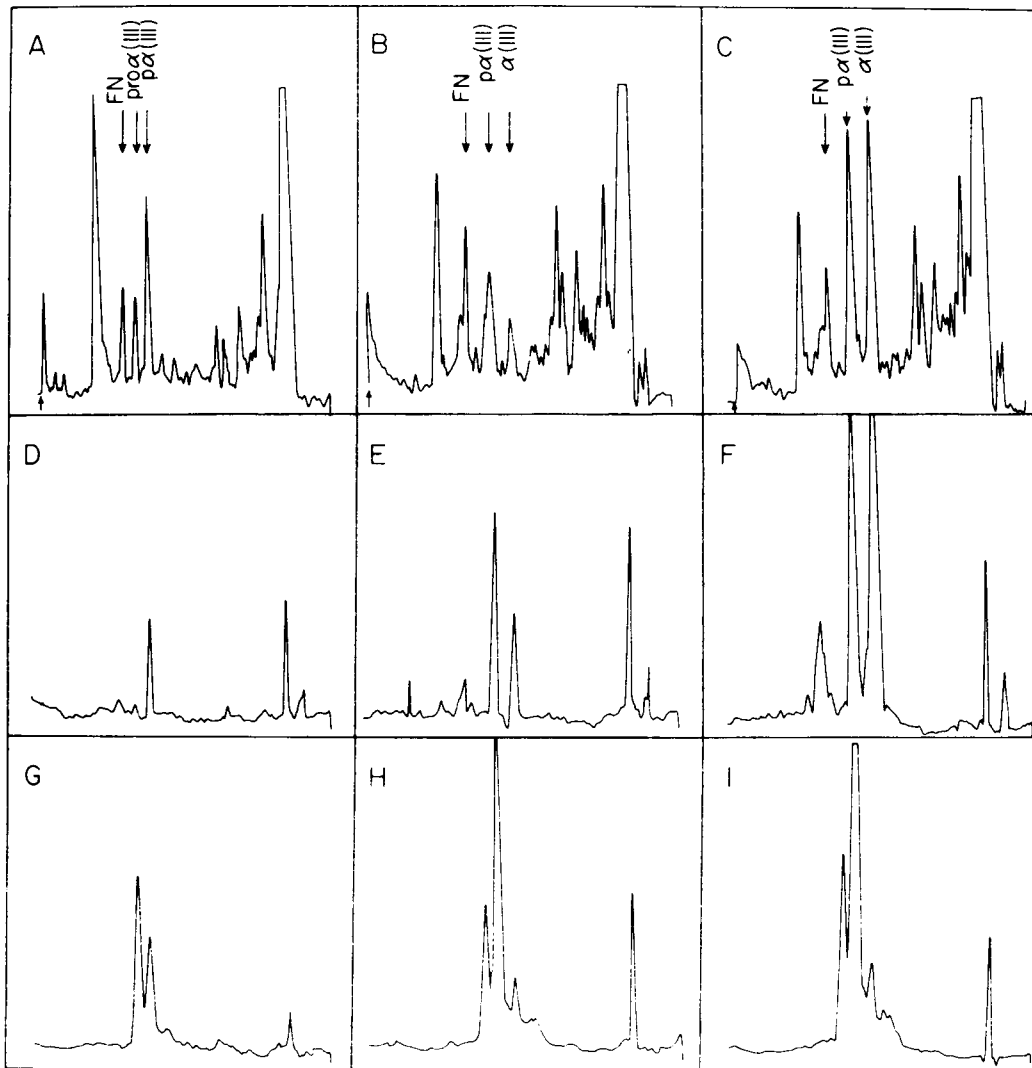 A
FN
proα(III)
pα(III)
B
FN
pα(III)
α(III)
C
FN
pα(III)
α(III)
D
E
F
G
H
I